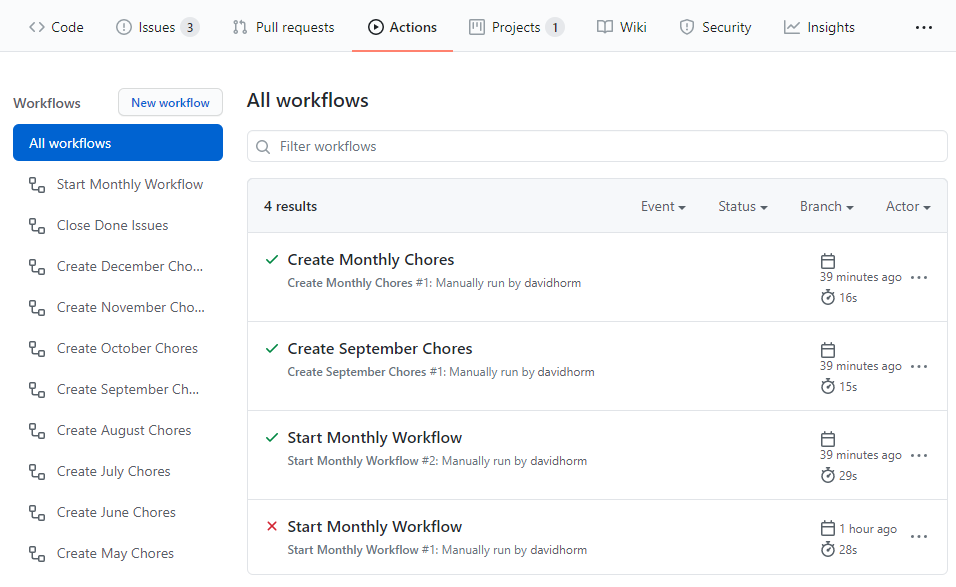 Code Issues 3 Pull requests Actions Projects 1 Wiki Security Insights ...
Workflows
New workflow
All workflows
Start Monthly Workflow
Close Done Issues
Create December Cho...
Create November Cho...
Create October Chores
Create September Ch...
Create August Chores
Create July Chores
Create June Chores
Create May Chores
All workflows
Filter workflows
4 results Event Status Branch Actor
Create Monthly Chores
Create Monthly Chores #1: Manually run by davidhorm
39 minutes ago ...
16s
Create September Chores
Create September Chores #1: Manually run by davidhorm
39 minutes ago ...
15s
Start Monthly Workflow
Start Monthly Workflow #2: Manually run by davidhorm
39 minutes ago ...
29s
Start Monthly Workflow
Start Monthly Workflow #1: Manually run by davidhorm
1 hour ago ...
28s